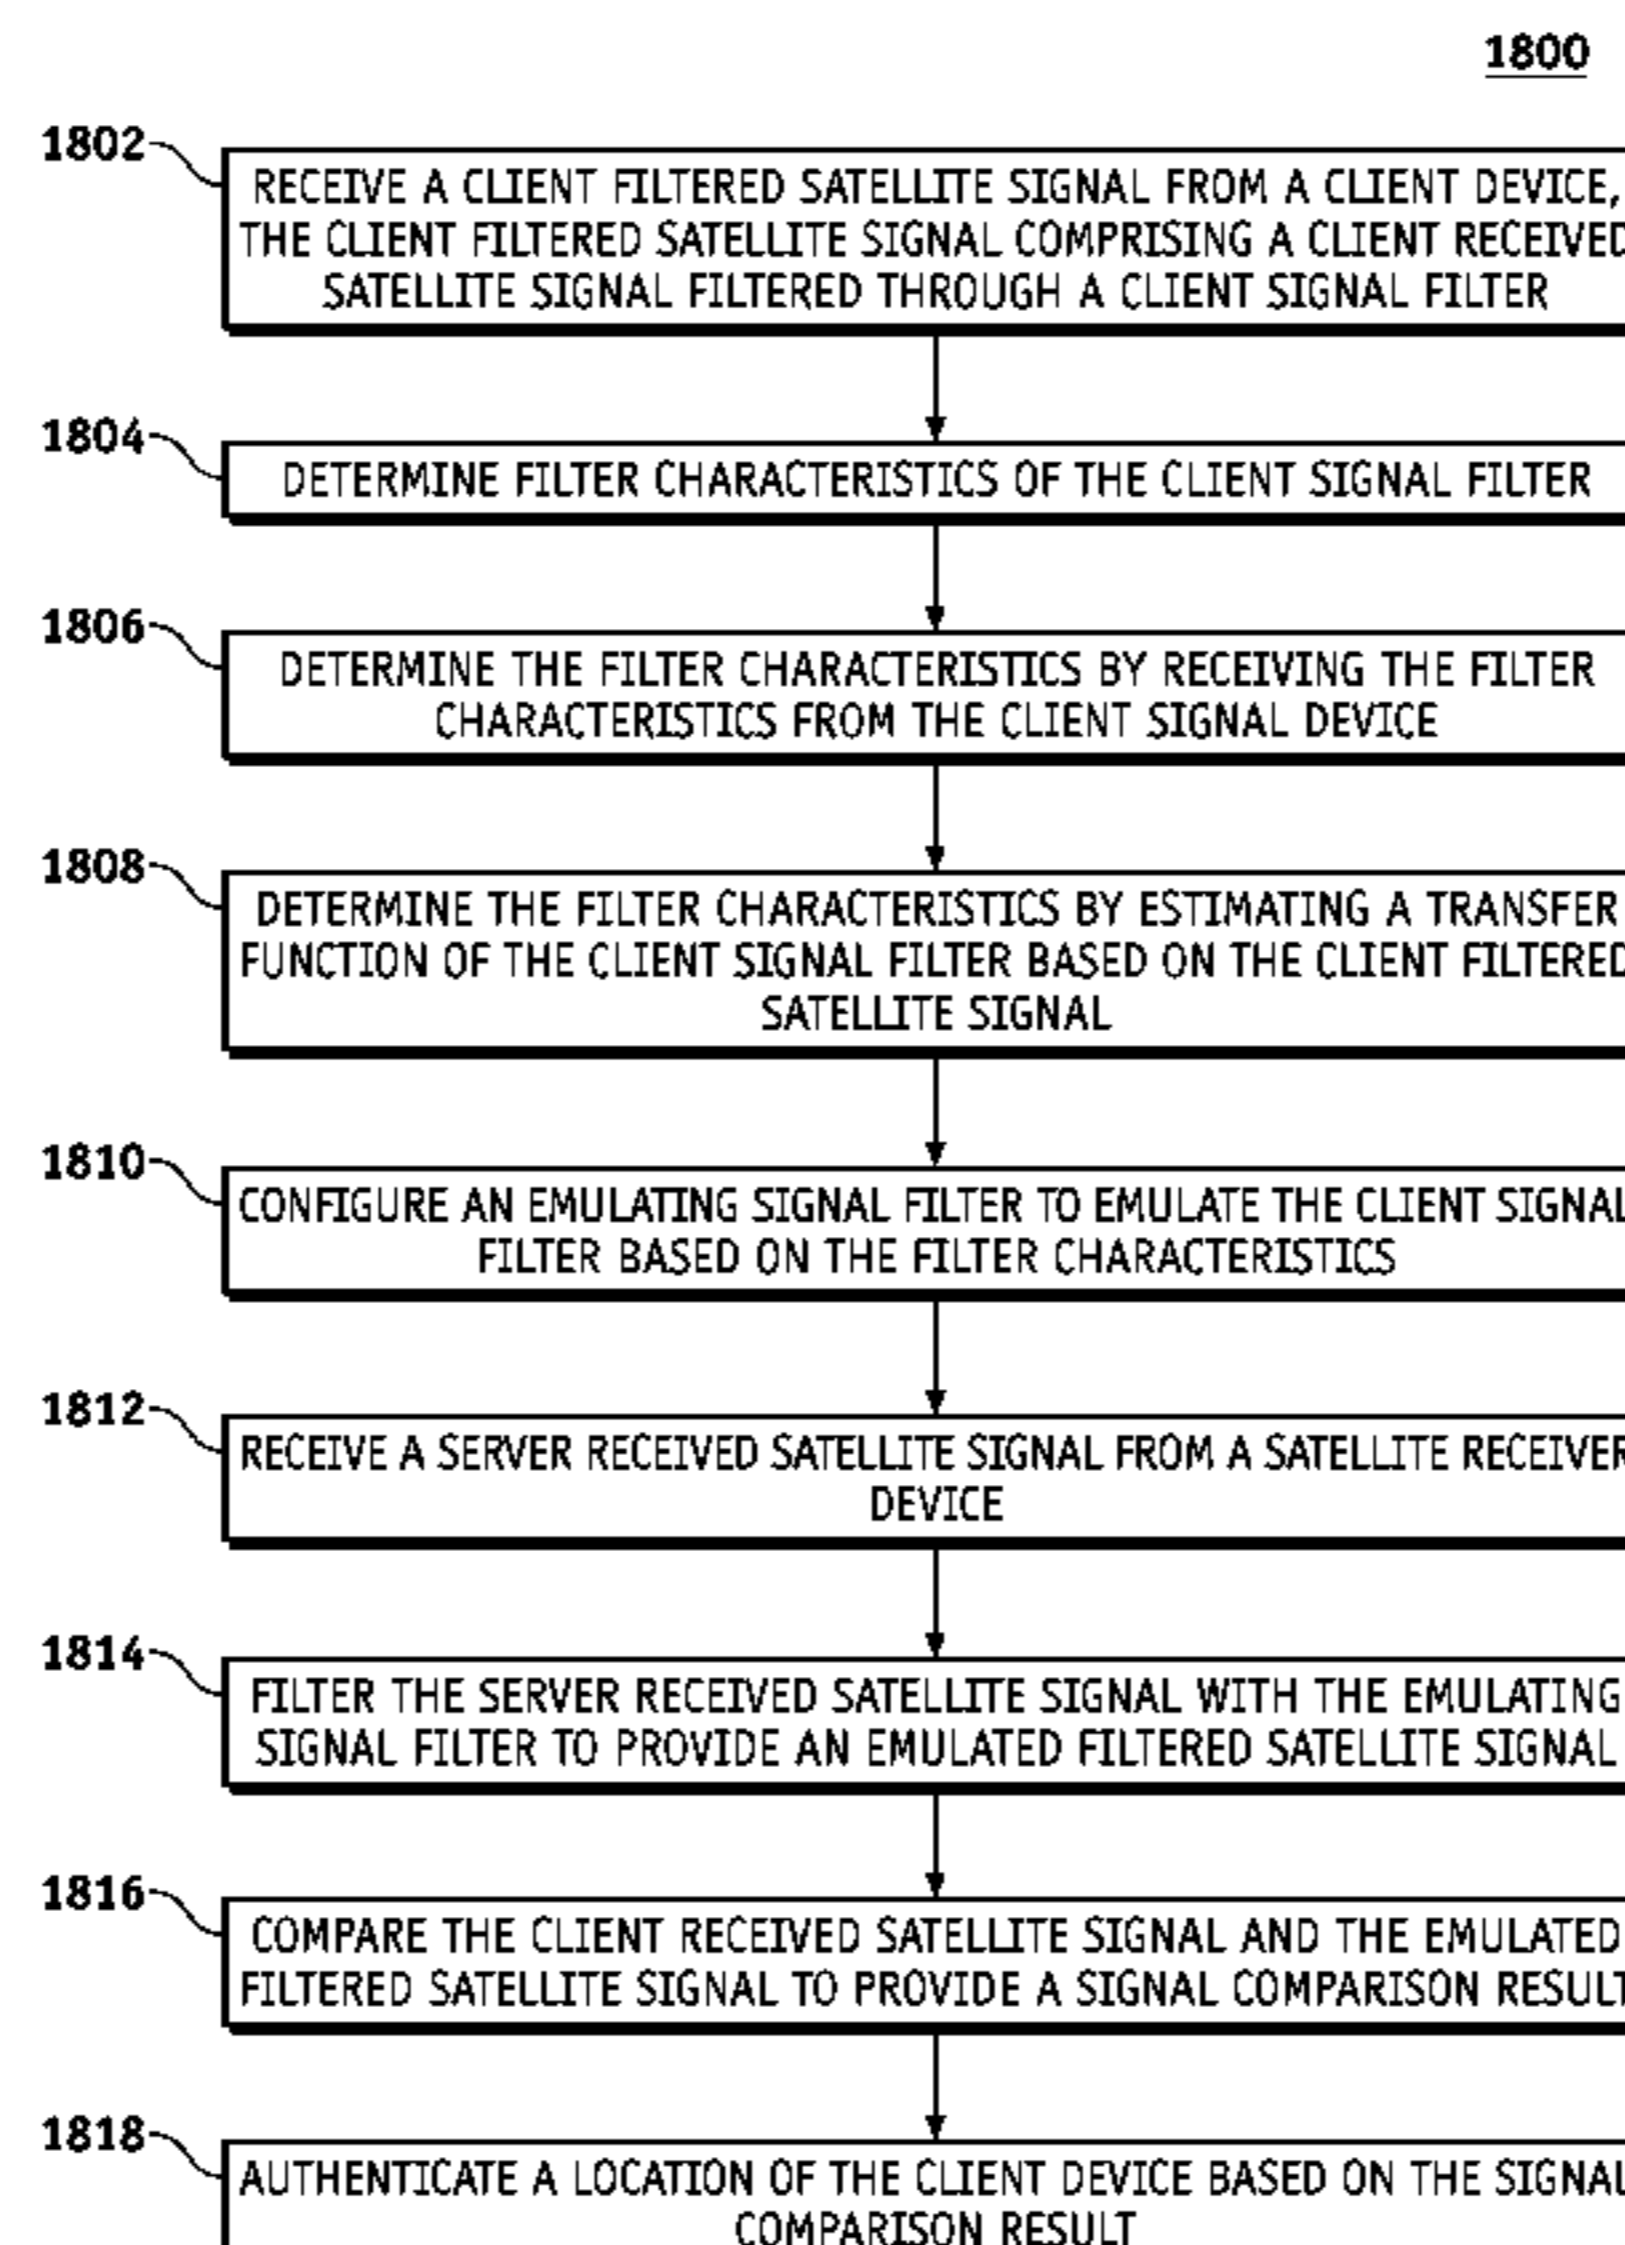 1800
1802
RECEIVE A CLIENT FILTERED SATELLITE SIGNAL FROM A CLIENT DEVICE,
THE CLIENT FILTERED SATELLITE SIGNAL COMPRISING A CLIENT RECEIVED
SATELLITE SIGNAL FILTERED THROUGH A CLIENT SIGNAL FILTER
1804
DETERMINE FILTER CHARACTERISTICS OF THE CLIENT SIGNAL FILTER
1806
DETERMINE THE FILTER CHARACTERISTICS BY RECEIVING THE FILTER
CHARACTERISTICS FROM THE CLIENT SIGNAL DEVICE
1808
DETERMINE THE FILTER CHARACTERISTICS BY ESTIMATING A TRANSFER
FUNCTION OF THE CLIENT SIGNAL FILTER BASED ON THE CLIENT FILTERED
SATELLITE SIGNAL
1810
CONFIGURE AN EMULATING SIGNAL FILTER TO EMULATE THE CLIENT SIGNAL
FILTER BASED ON THE FILTER CHARACTERISTICS
1812
RECEIVE A SERVER RECEIVED SATELLITE SIGNAL FROM A SATELLITE RECEIVER
DEVICE
1814
FILTER THE SERVER RECEIVED SATELLITE SIGNAL WITH THE EMULATING
SIGNAL FILTER TO PROVIDE AN EMULATED FILTERED SATELLITE SIGNAL
1816
COMPARE THE CLIENT RECEIVED SATELLITE SIGNAL AND THE EMULATED
FILTERED SATELLITE SIGNAL TO PROVIDE A SIGNAL COMPARISON RESULT
1818
AUTHENTICATE A LOCATION OF THE CLIENT DEVICE BASED ON THE SIGNAL
COMPARISON RESULT